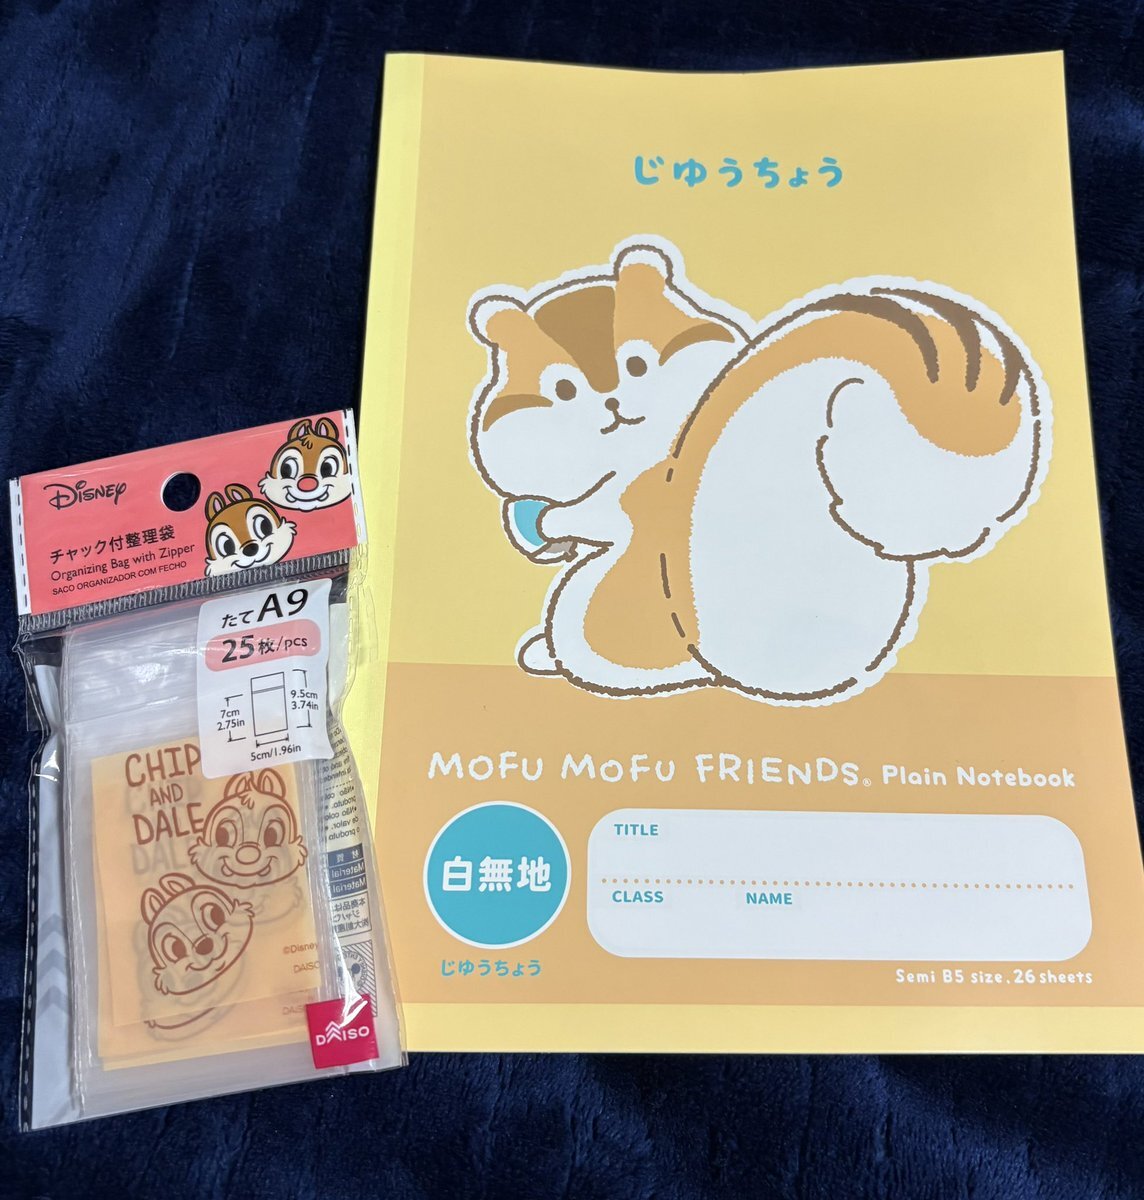 じゆうちょう
MOFU MOFU FRIENDS® Plain Notebook
白無地
じゆうちょう
TITLE
CLASS NAME
Semi B5 size, 26 sheets
Disney
チャック付整理袋
Organizing Bag with Zipper
SACO ORGANIZADOR COM FECHO
たて A9
25枚/pcs
7cm
2.75in
9.5cm
3.74in
5cm/1.96in
CHIP
AND
DALE
©Disney
DAISO
DAISO